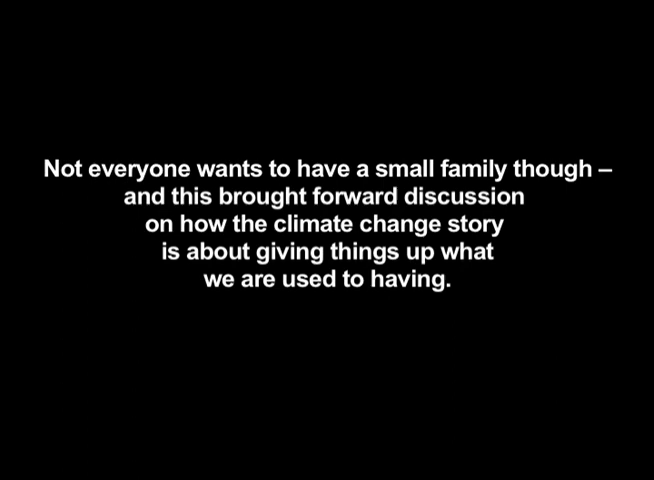 Not everyone wants to have a small family though –
and this brought forward discussion
on how the climate change story
is about giving things up what
we are used to having.